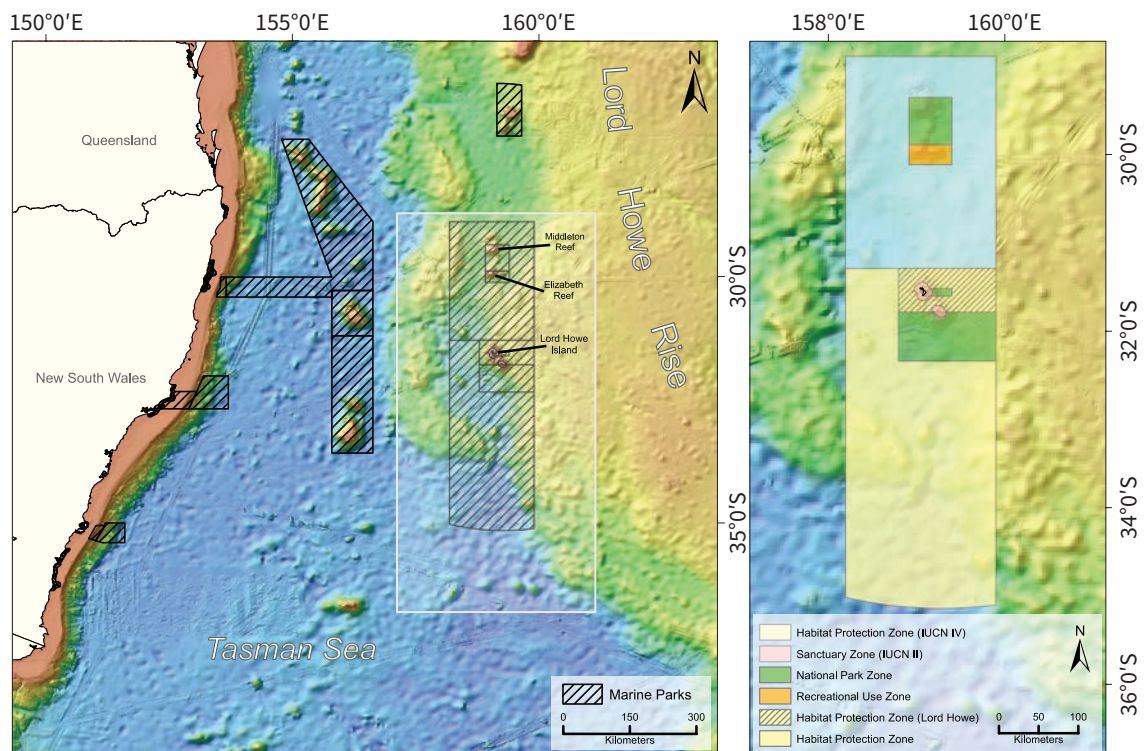 150°0'E
155°0'E
160°0'E
158°0'E
160°0'E
N
Queensland
Lord
Howe
Rise
Middleton
Reef
Elizabeth
Reef
Lord Howe
Island
New South Wales
Tasman Sea
30°0'S
35°0'S
Marine Parks
0 150 300
Kilometers
30°0'S
32°0'S
34°0'S
36°0'S
Habitat Protection Zone (IUCN IV)
Sanctuary Zone (IUCN II)
National Park Zone
Recreational Use Zone
Habitat Protection Zone (Lord Howe)
Habitat Protection Zone
N
0 50 100
Kilometers